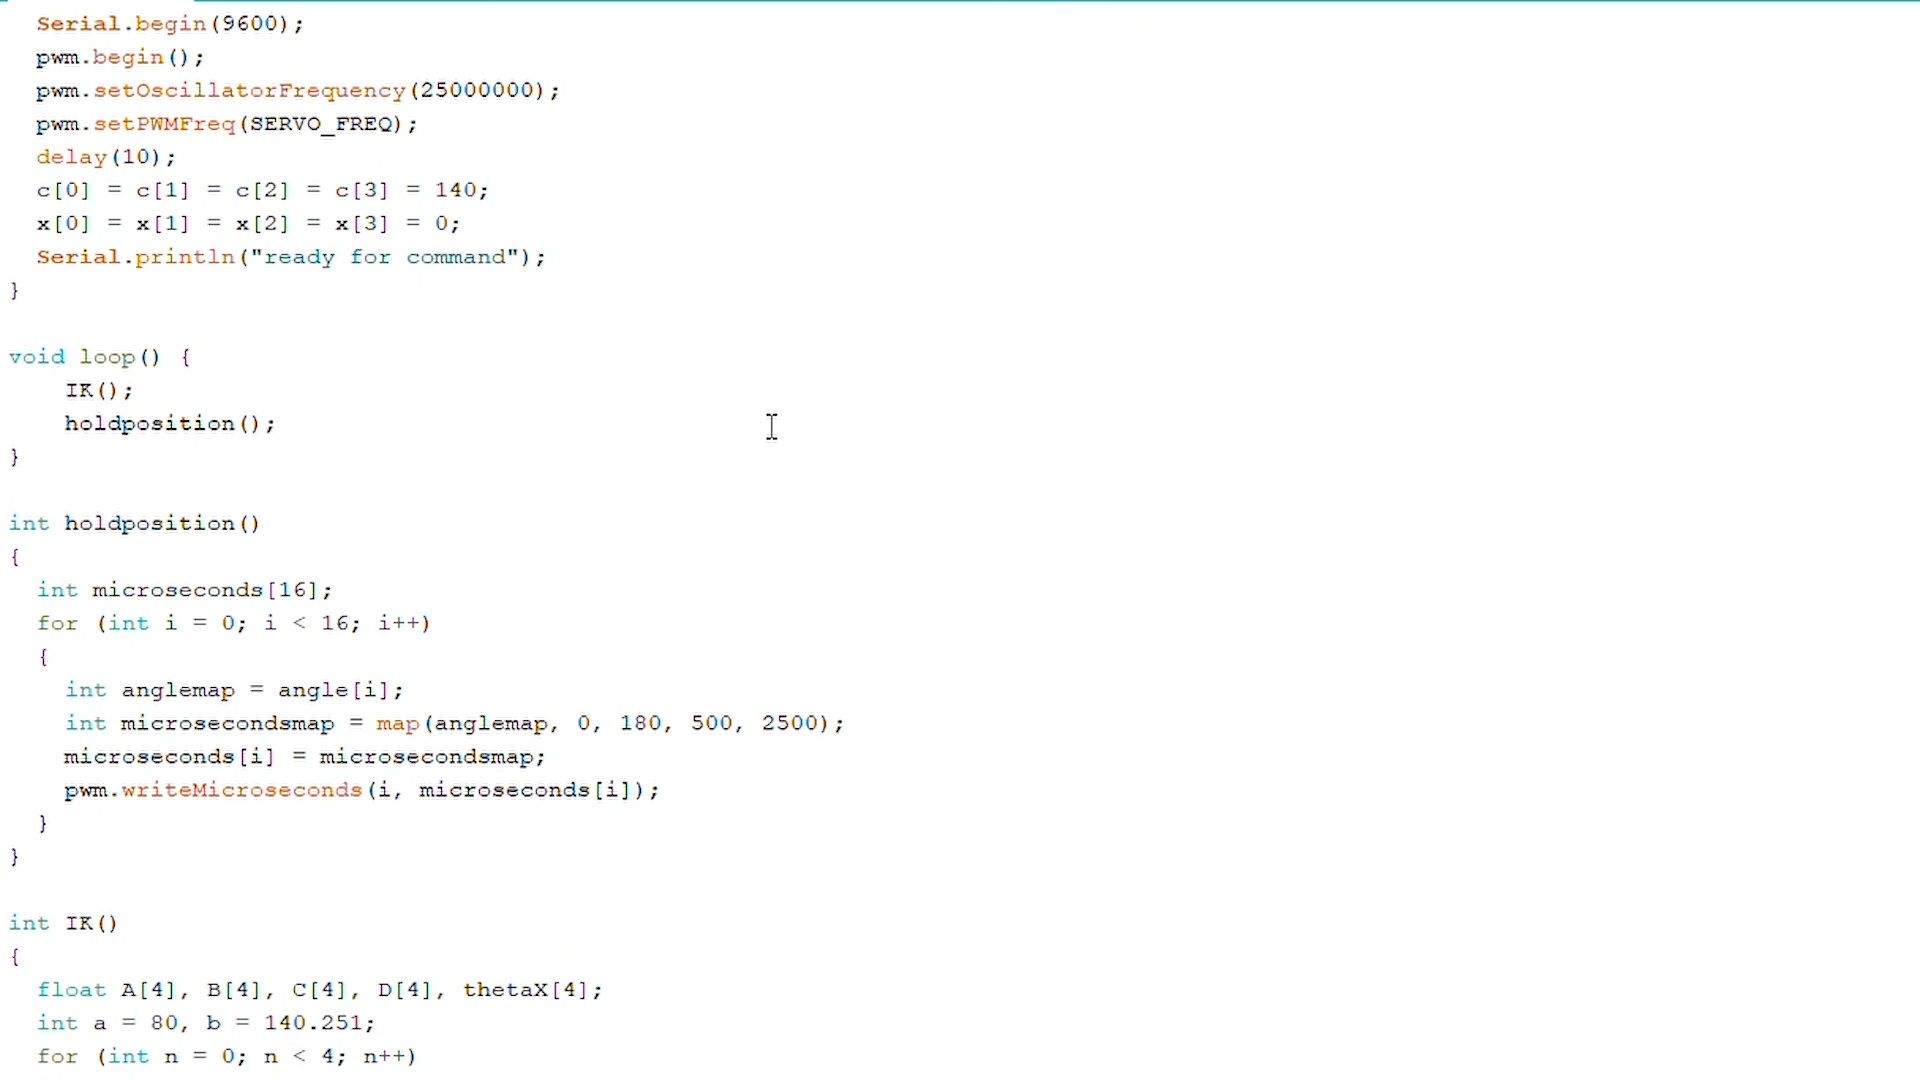 Serial.begin(9600);
pwm.begin();
pwm.setOscillatorFrequency(25000000);
pwm.setPWMFreq(SERVO_FREQ);
delay(10);
c[0] = c[1] = c[2] = c[3] = 140;
x[0] = x[1] = x[2] = x[3] = 0;
Serial.println("ready for command");
}
void loop() {
IK();
holdposition();
}
int holdposition()
{
int microseconds[16];
for (int i = 0; i < 16; i++)
{
int anglemap = angle[i];
int microsecondsmap = map(anglemap, 0, 180, 500, 2500);
microseconds[i] = microsecondsmap;
pwm.writeMicroseconds(i, microseconds[i]);
}
}
int IK()
{
float A[4], B[4], C[4], D[4], thetaX[4];
int a = 80, b = 140.251;
for (int n = 0; n < 4; n++)